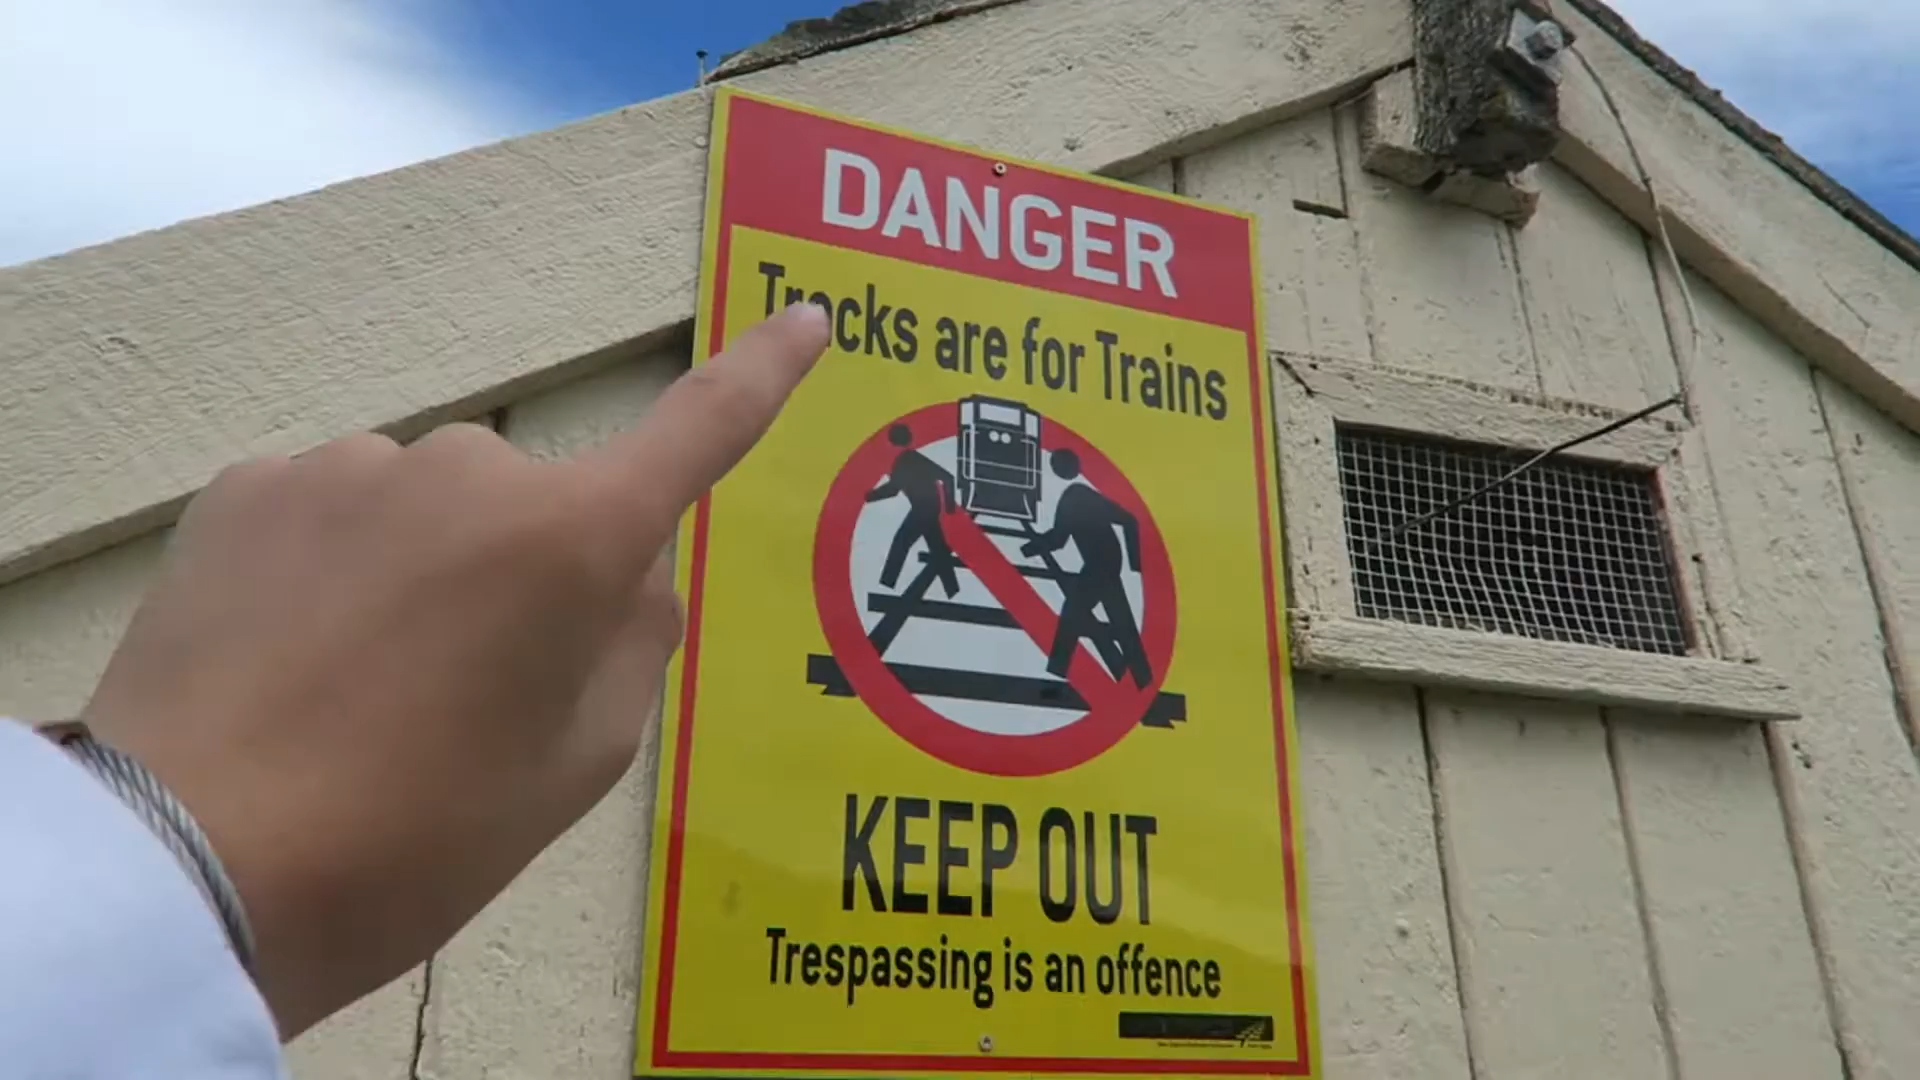 DANGER
Tracks are for Trains
KEEP OUT
Trespassing is an offence